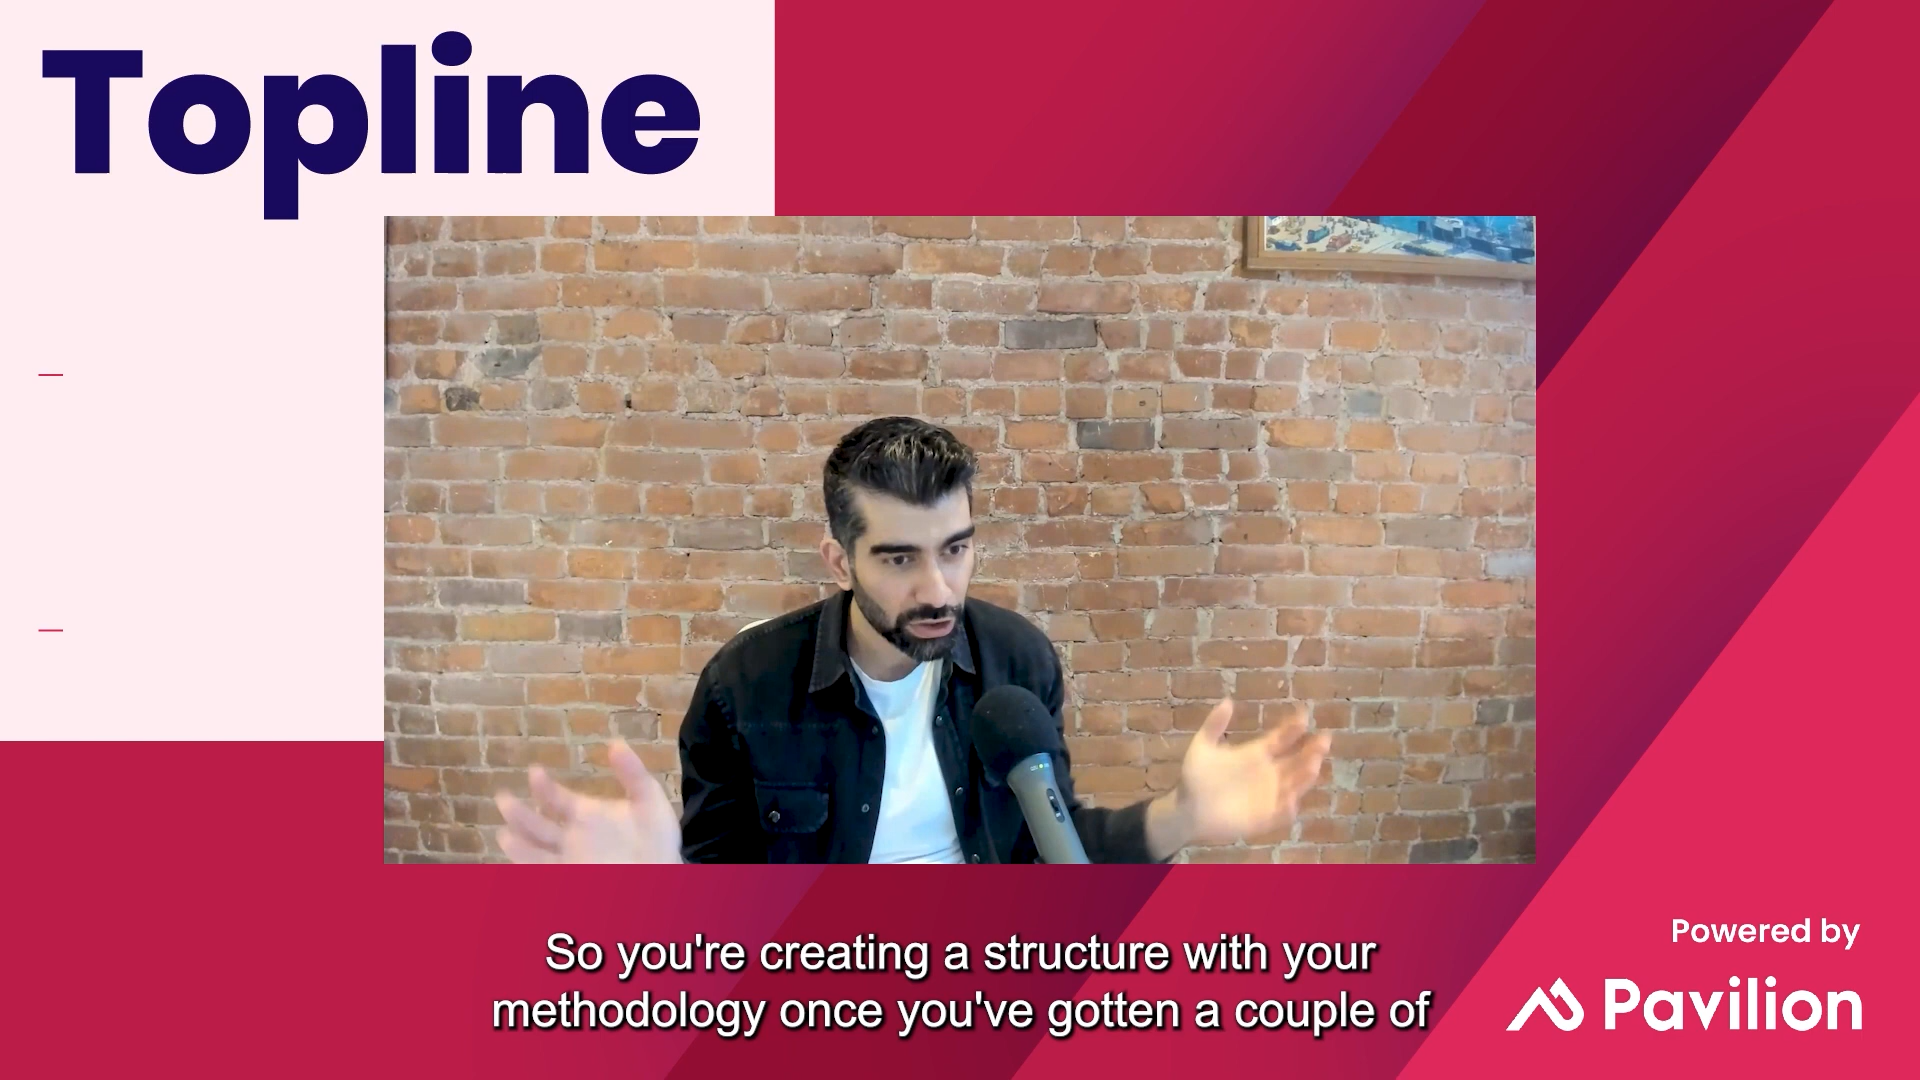 Topline
So you're creating a structure with your
methodology once you've gotten a couple of
Powered by
Pavilion